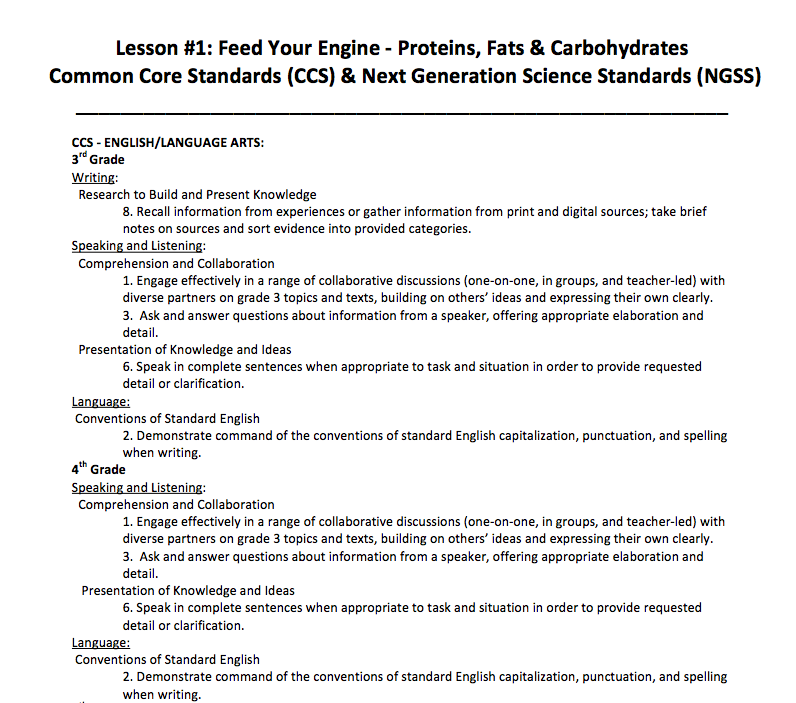 Lesson #1: Feed Your Engine - Proteins, Fats & Carbohydrates
Common Core Standards (CCS) & Next Generation Science Standards (NGSS)
CCS - ENGLISH/LANGUAGE ARTS:
3rd Grade
Writing:
Research to Build and Present Knowledge
8. Recall information from experiences or gather information from print and digital sources; take brief
notes on sources and sort evidence into provided categories.
Speaking and Listening:
Comprehension and Collaboration
1. Engage effectively in a range of collaborative discussions (one-on-one, in groups, and teacher-led) with
diverse partners on grade 3 topics and texts, building on others’ ideas and expressing their own clearly.
3. Ask and answer questions about information from a speaker, offering appropriate elaboration and
detail.
Presentation of Knowledge and Ideas
6. Speak in complete sentences when appropriate to task and situation in order to provide requested
detail or clarification.
Language:
Conventions of Standard English
2. Demonstrate command of the conventions of standard English capitalization, punctuation, and spelling
when writing.
4th Grade
Speaking and Listening:
Comprehension and Collaboration
1. Engage effectively in a range of collaborative discussions (one-on-one, in groups, and teacher-led) with
diverse partners on grade 3 topics and texts, building on others’ ideas and expressing their own clearly.
3. Ask and answer questions about information from a speaker, offering appropriate elaboration and
detail.
Presentation of Knowledge and Ideas
6. Speak in complete sentences when appropriate to task and situation in order to provide requested
detail or clarification.
Language:
Conventions of Standard English
2. Demonstrate command of the conventions of standard English capitalization, punctuation, and spelling
when writing.